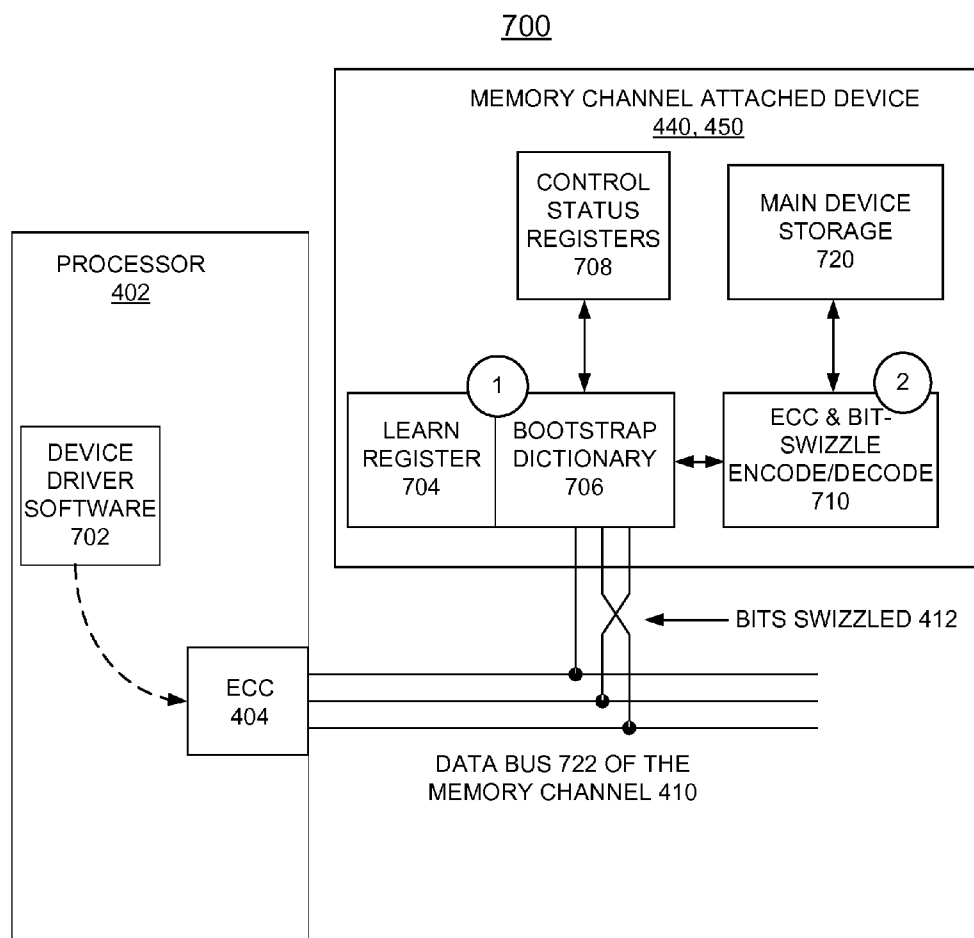 700
MEMORY CHANNEL ATTACHED DEVICE
440, 450
CONTROL
STATUS
REGISTERS
708
MAIN DEVICE
STORAGE
720
PROCESSOR
402
1
2
LEARN
REGISTER
704
BOOTSTRAP
DICTIONARY
706
ECC & BIT-
SWIZZLE
ENCODE/DECODE
710
DEVICE
DRIVER
SOFTWARE
702
BITS SWIZZLED 412
ECC
404
DATA BUS 722 OF THE
MEMORY CHANNEL 410